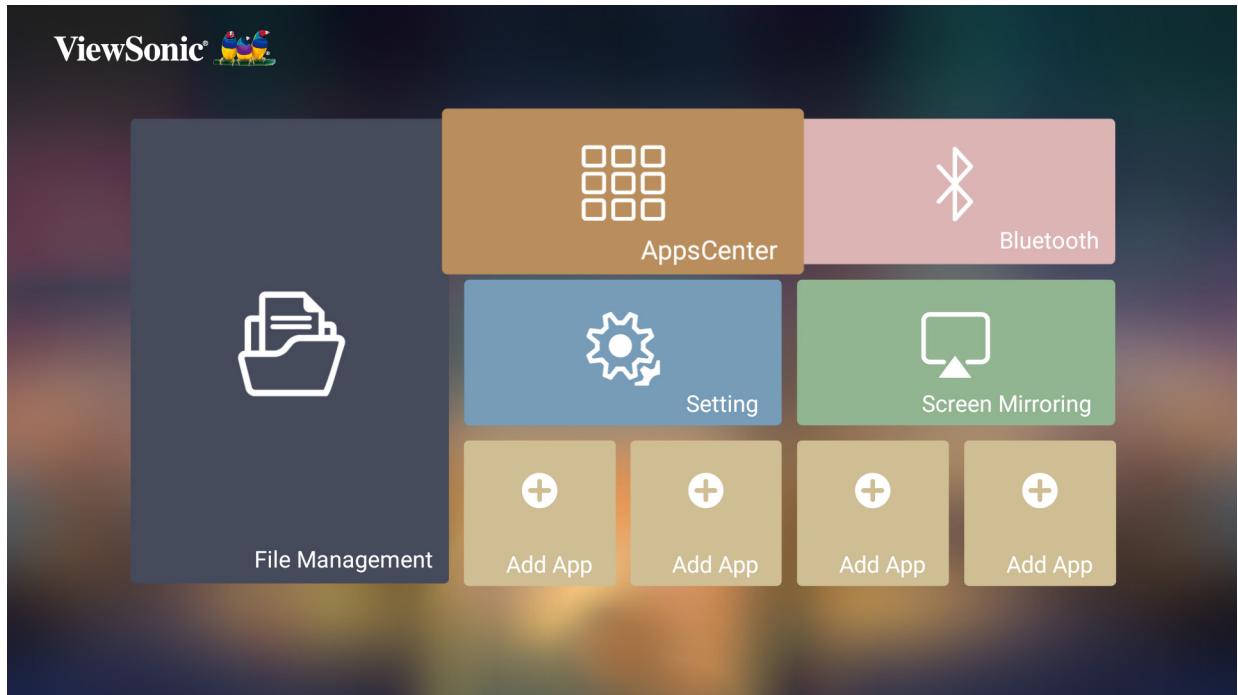 ViewSonic®
AppsCenter
Bluetooth
Setting
Screen Mirroring
File Management
Add App
Add App
Add App
Add App